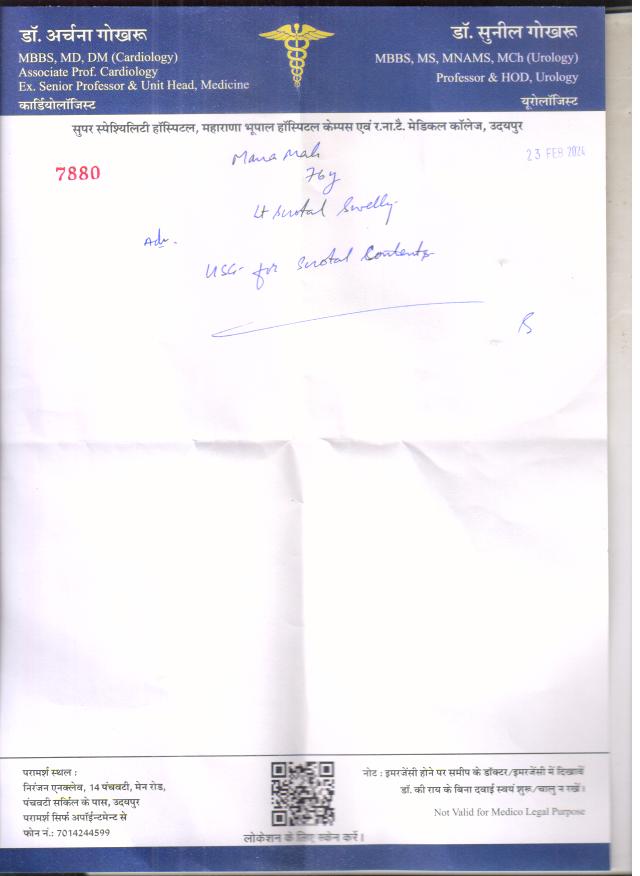 डॉ. अर्चना गोखरू
MBBS, MD, DM (Cardiology)
Associate Prof. Cardiology
Ex. Senior Professor & Unit Head, Medicine
कार्डियोलॉजिस्ट
डॉ. सुनील गोखरू
MBBS, MS, MNAMS, MCh (Urology)
Professor & HOD, Urology
यूरोलॉजिस्ट
सुपर स्पेश्यिलिटी हॉस्पिटल, महाराणा भूपाल हॉस्पिटल केम्पस एवं र.ना.टै. मेडिकल कॉलेज, उदयपुर
7880
23 FEB 2024
76y
Lt Scrotal Swelly
Adv.
USG for Scrotal Contents
परामर्श स्थल :
निरंजन एनक्लेव, 14 पंचवटी, मेन रोड,
पंचवटी सर्किल के पास, उदयपुर
परामर्श सिर्फ अपॉईन्टमेन्ट से
फोन नं.: 7014244599
लोकेशन के लिए स्केन करें।
नोट : इमरजेंसी होने पर समीप के डॉक्टर/इमरजेंसी में दिखावें
डॉ. की राय के बिना दवाई स्वयं शुरू/चालु न रखें।
Not Valid for Medico Legal Purpose